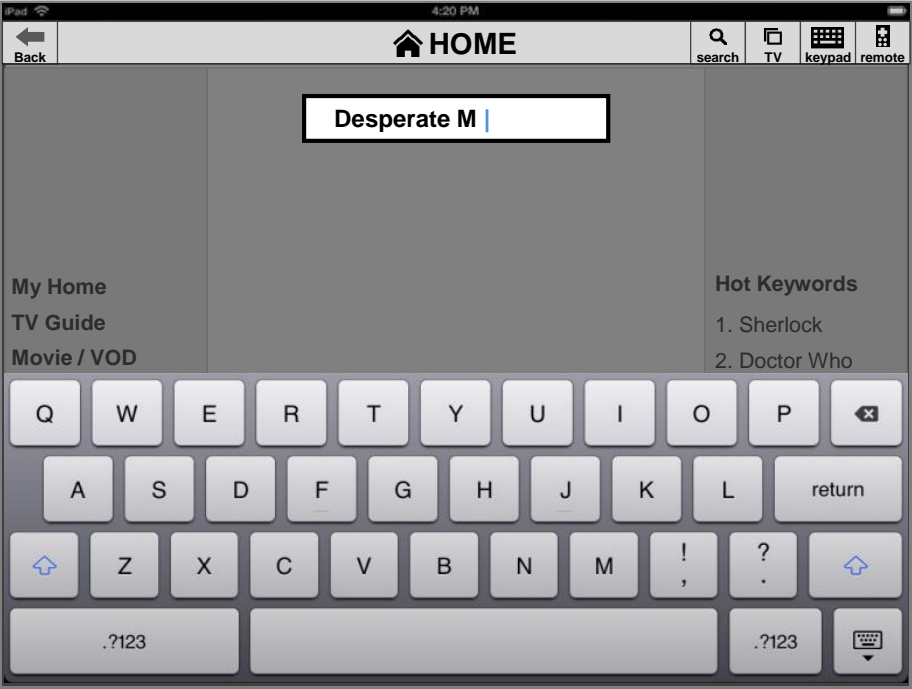 iPad 4:20 PM
Back HOME search TV keypad remote
Desperate M
My Home
TV Guide
Movie / VOD
Hot Keywords
1. Sherlock
2. Doctor Who
Q W E R T Y U I O P
A S D F G H J K L return
Z X C V B N M ! , ? .
.?123 .?123